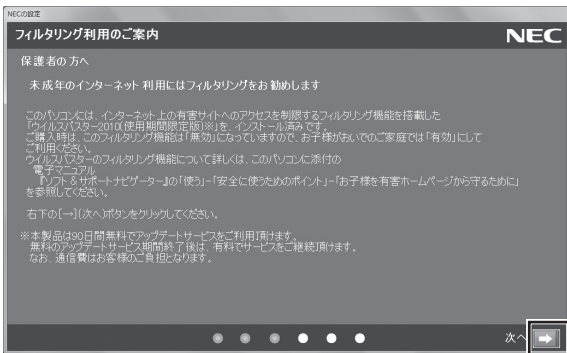 NECの設定
フィルタリング利用のご案内
NEC
保護者の方へ
未成年のインターネット利用にはフィルタリングをお勧めします
このパソコンには、インターネット上の有害サイトへのアクセスを制限するフィルタリング機能を搭載した
「ウイルスバスター2010(使用期間限定版)※」を、インストール済みです。
ご購入時は、このフィルタリング機能は「無効」になっていますので、お子様がおいでのご家庭では「有効」にして
ご利用ください。
ウイルスバスターのフィルタリング機能について詳しくは、このパソコンに添付の
電子マニュアル
『ソフト&サポートナビゲーター』の「使う」-「安全に使うためのポイント」-「お子様を有害ホームページから守るために」
を参照してください。
右下の[→](次へ)ボタンをクリックしてください。
※本製品は90日間無料でアップデートサービスをご利用頂けます。
無料のアップデートサービス期間終了後は、有料でサービスをご継続頂けます。
なお、通信費はお客様のご負担となります。
次へ